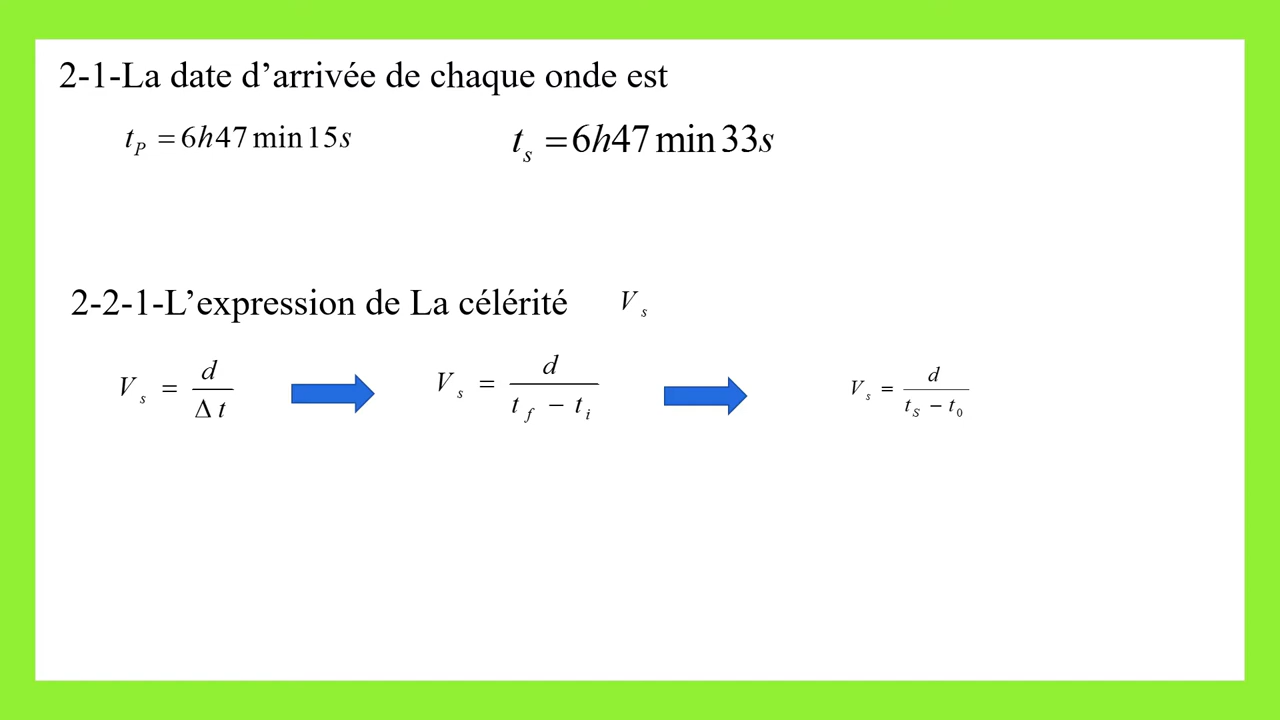 2-1-La date d’arrivée de chaque onde est
t_P = 6h47 min 15s t_s = 6h47 min 33s
2-2-1-L’expression de La célérité V_s
V_s = d / Δt V_s = d / (t_f − t_i) V_s = d / (t_S − t_0)